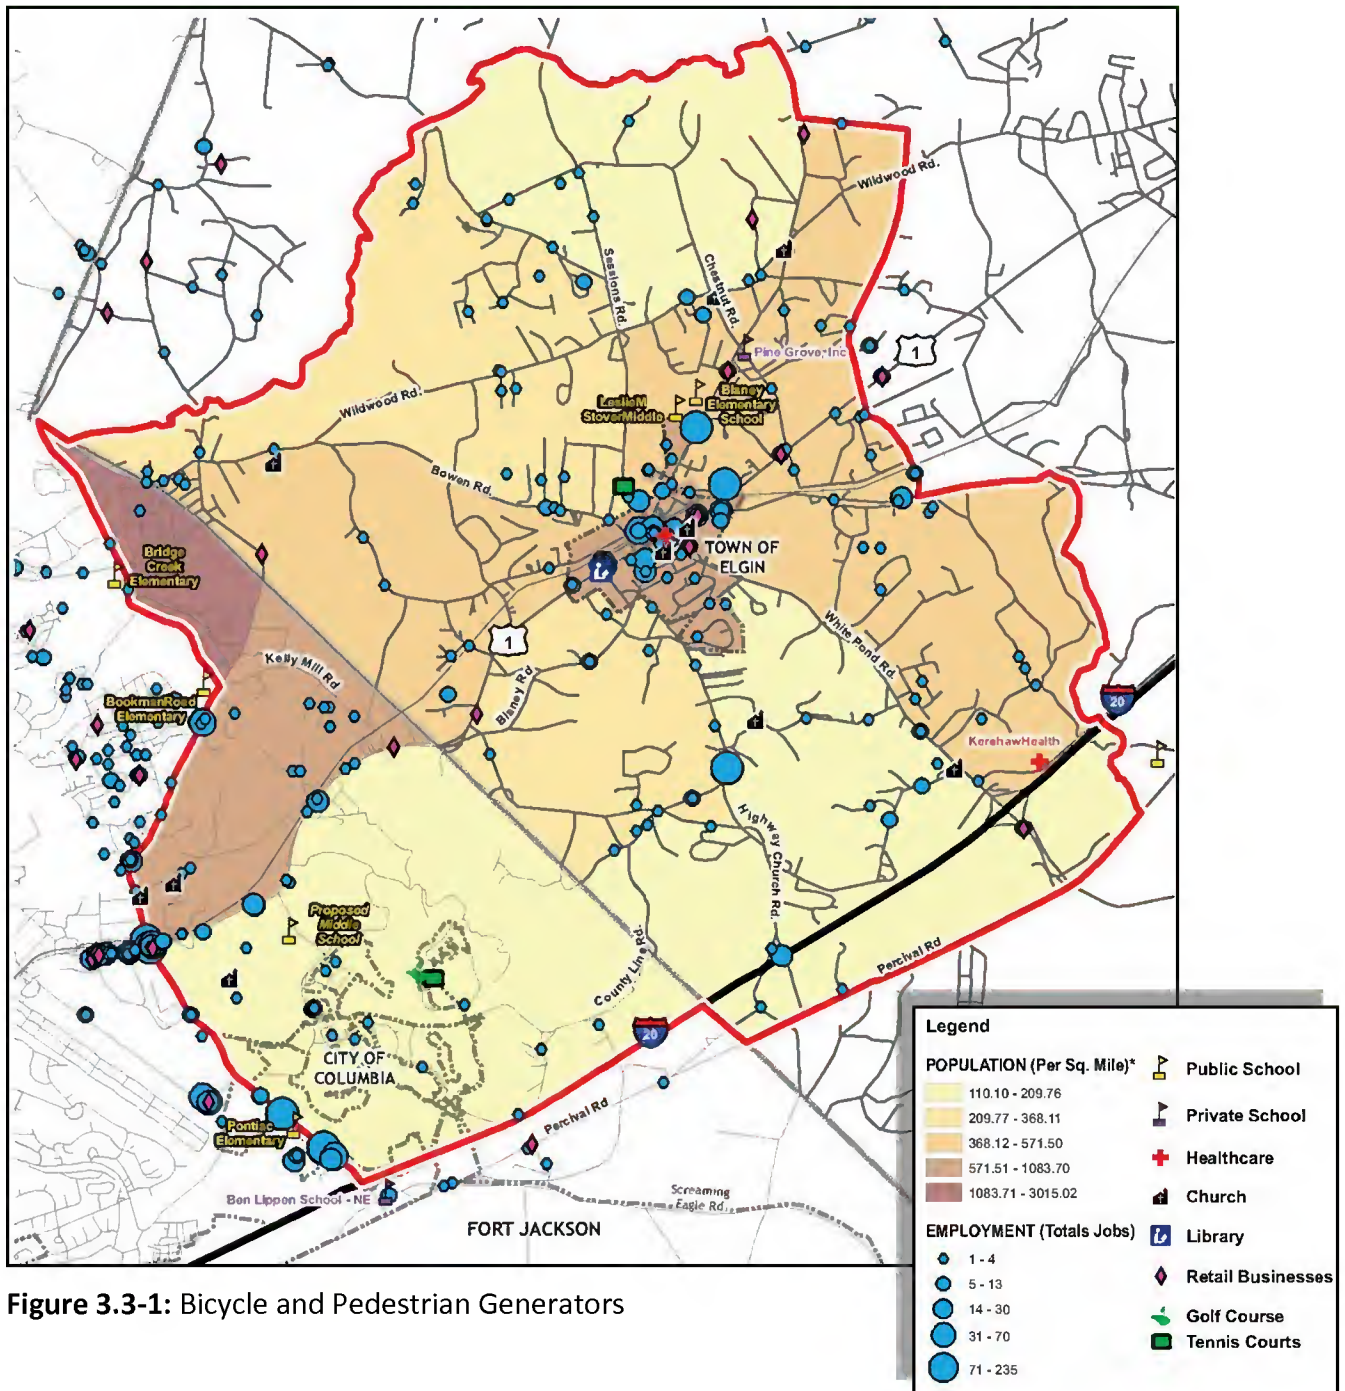 Wildwood Rd.
Sessions Rd.
Chestnut Rd.
Pine Grove, Inc
1
Leslie M
Stover Middle
Blaney
Elementary
School
Wildwood Rd.
Bowen Rd.
TOWN OF
ELGIN
Bridge
Creek
Elementary
1
Kelly Mill Rd
Blaney Rd
White Pond Rd.
Bookman Road
Elementary
20
KershawHealth
Highway Church Rd.
Proposed
Middle
School
County Line Rd.
Percival Rd
20
CITY OF
COLUMBIA
Percival Rd
Pontiac
Elementary
Ben Lippen School - NE
Screaming
Eagle Rd.
FORT JACKSON
Legend
POPULATION (Per Sq. Mile)*
110.10 - 209.76
209.77 - 368.11
368.12 - 571.50
571.51 - 1083.70
1083.71 - 3015.02
EMPLOYMENT (Totals Jobs)
1 - 4
5 - 13
14 - 30
31 - 70
71 - 235
Public School
Private School
Healthcare
Church
Library
Retail Businesses
Golf Course
Tennis Courts
Figure 3.3-1: Bicycle and Pedestrian Generators